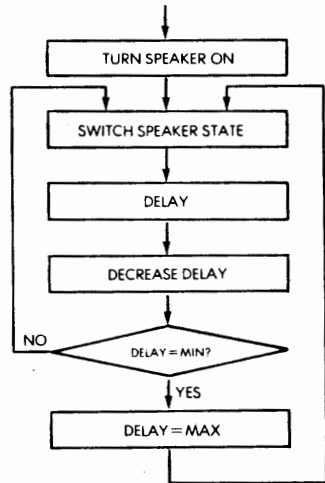 TURN SPEAKER ON
SWITCH SPEAKER STATE
DELAY
DECREASE DELAY
DELAY = MIN?
NO
YES
DELAY = MAX